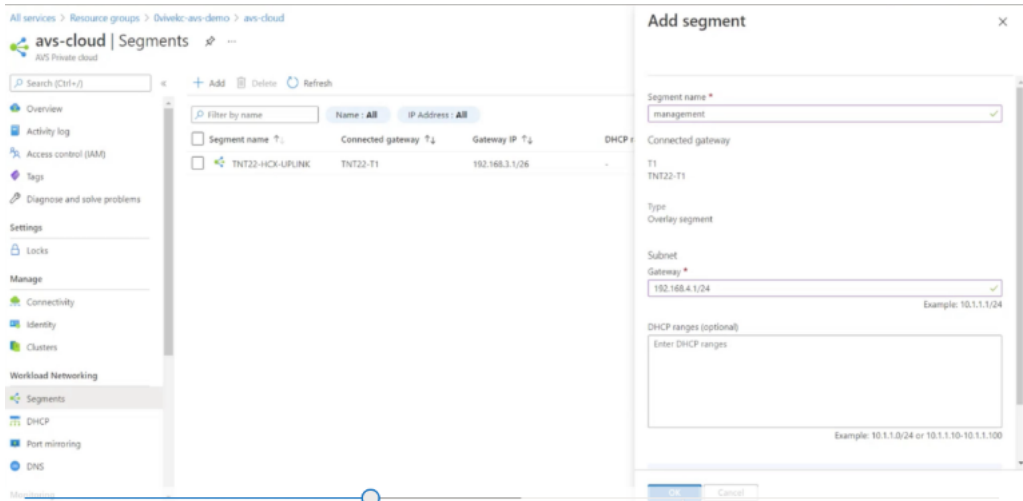 All services > Resource groups > 0vivekc-avs-demo > avs-cloud
avs-cloud | Segments
AVS Private cloud
Search (Ctrl+/)
Overview
Activity log
Access control (IAM)
Tags
Diagnose and solve problems
Settings
Locks
Manage
Connectivity
Identity
Clusters
Workload Networking
Segments
DHCP
Port mirroring
DNS
Monitoring
Add Delete Refresh
Filter by name Name : All IP Address : All
Segment name Connected gateway Gateway IP DHCP r
TNT22-HCX-UPLINK TNT22-T1 192.168.3.1/26 -
Add segment
Segment name *
management
Connected gateway
T1
TNT22-T1
Type
Overlay segment
Subnet
Gateway *
192.168.4.1/24
Example: 10.1.1.1/24
DHCP ranges (optional)
Enter DHCP ranges
Example: 10.1.1.0/24 or 10.1.1.10-10.1.1.100
OK Cancel